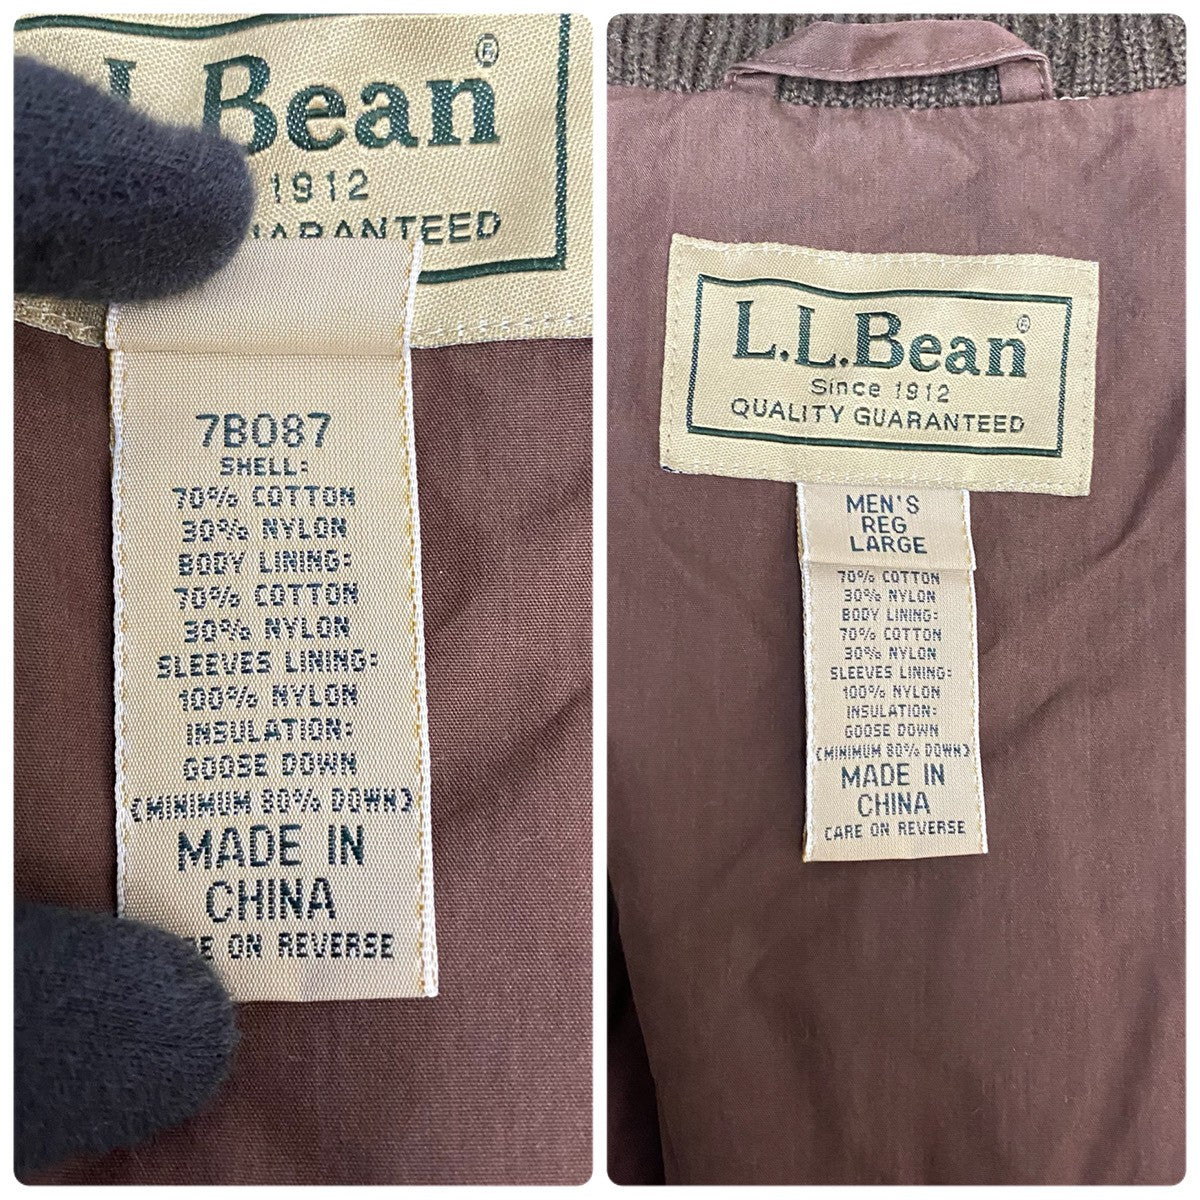 L.L.Bean®
1912
GUARANTEED
7B087
SHELL:
70% COTTON
30% NYLON
BODY LINING:
70% COTTON
30% NYLON
SLEEVES LINING:
100% NYLON
INSULATION:
GOOSE DOWN
(MINIMUM 80% DOWN)
MADE IN
CHINA
ON REVERSE
L.L.Bean®
Since 1912
QUALITY GUARANTEED
MEN'S
REG
LARGE
70% COTTON
30% NYLON
BODY LINING:
70% COTTON
30% NYLON
SLEEVES LINING:
100% NYLON
INSULATION:
GOOSE DOWN
(MINIMUM 80% DOWN)
MADE IN
CHINA
CARE ON REVERSE